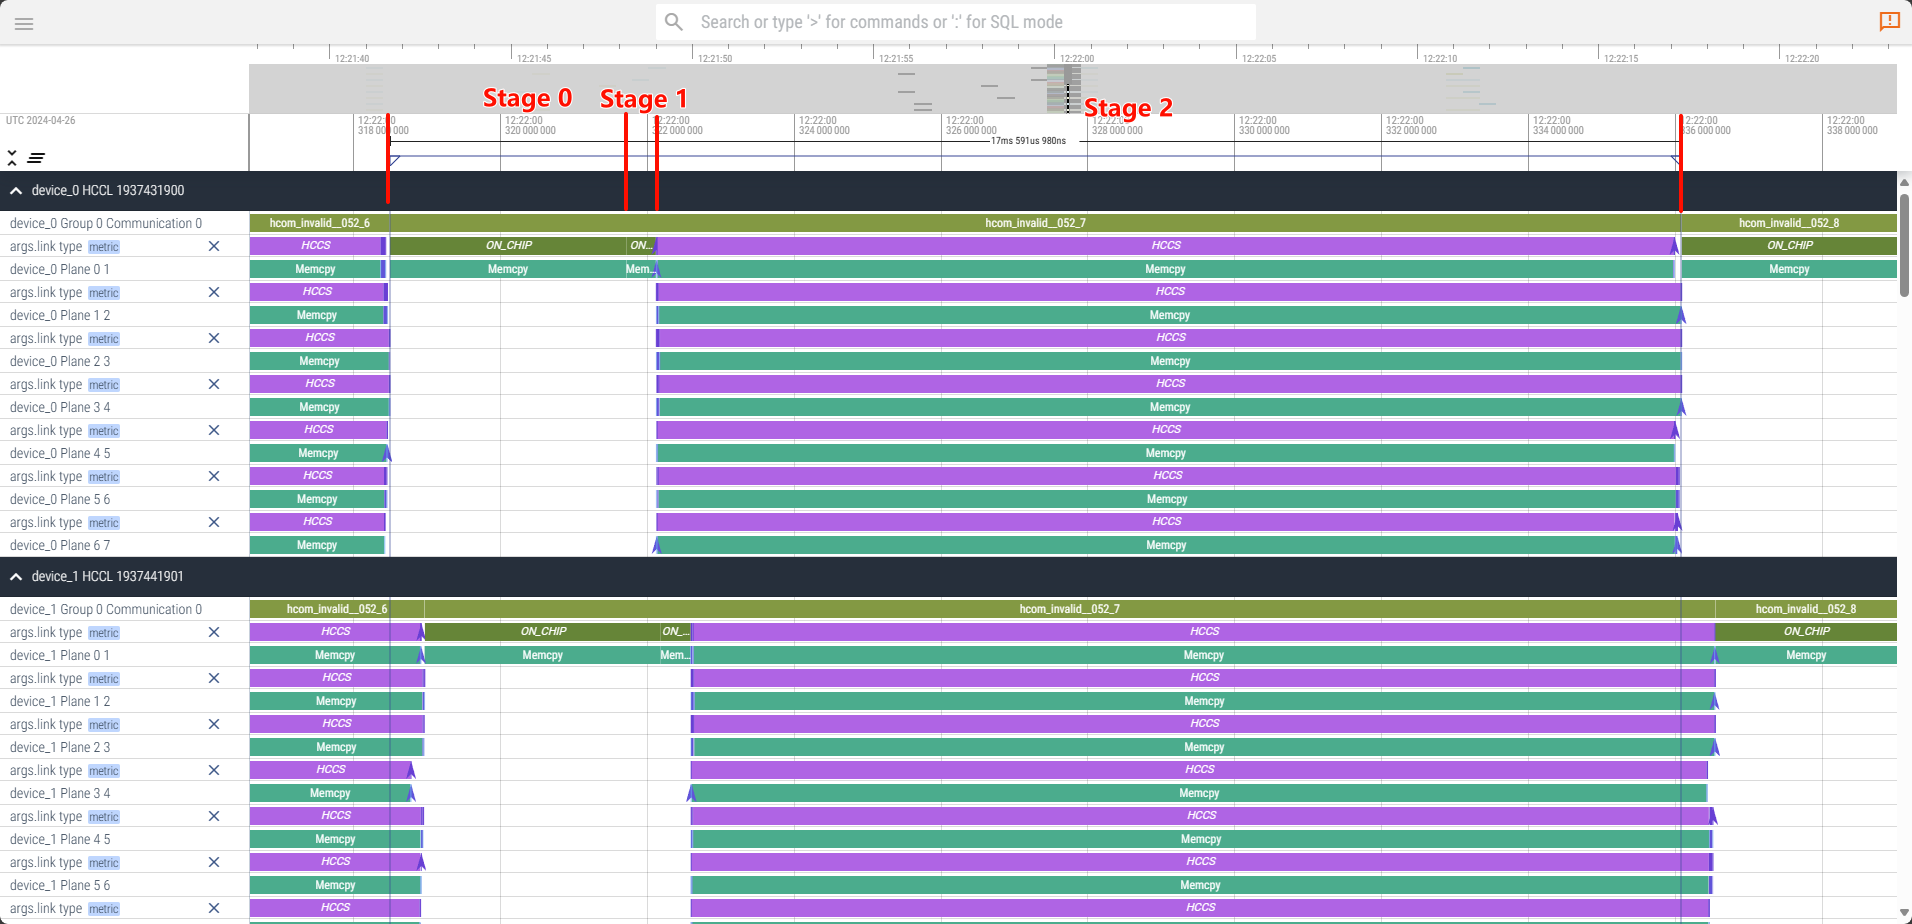 Search or type '>' for commands or ':' for SQL mode
12:21:40 12:21:45 12:21:50 12:21:55 12:22:00 12:22:05 12:22:10 12:22:15 12:22:20
Stage 0 Stage 1 Stage 2
UTC 2024-04-26
12:22:00 12:22:00 12:22:00 12:22:00 12:22:00 12:22:00 12:22:00 12:22:00 12:22:00 12:22:00
318 000 000 320 000 000 322 000 000 324 000 000 326 000 000 328 000 000 330 000 000 332 000 000 334 000 000 336 000 000 338 000 000
17ms 591us 980ns
device_0 HCCL 1937431900
device_0 Group 0 Communication 0 hcom_invalid__052_6 hcom_invalid__052_7 hcom_invalid__052_8
args.link type metric HCCS ON_CHIP ON... HCCS ON_CHIP
device_0 Plane 0 1 Memcpy Memcpy Mem... Memcpy Memcpy
args.link type metric HCCS HCCS
device_0 Plane 1 2 Memcpy Memcpy
args.link type metric HCCS HCCS
device_0 Plane 2 3 Memcpy Memcpy
args.link type metric HCCS HCCS
device_0 Plane 3 4 Memcpy Memcpy
args.link type metric HCCS HCCS
device_0 Plane 4 5 Memcpy Memcpy
args.link type metric HCCS HCCS
device_0 Plane 5 6 Memcpy Memcpy
args.link type metric HCCS HCCS
device_0 Plane 6 7 Memcpy Memcpy
device_1 HCCL 1937441901
device_1 Group 0 Communication 0 hcom_invalid__052_6 hcom_invalid__052_7 hcom_invalid__052_8
args.link type metric HCCS ON_CHIP ON_... HCCS ON_CHIP
device_1 Plane 0 1 Memcpy Memcpy Mem... Memcpy Memcpy
args.link type metric HCCS HCCS
device_1 Plane 1 2 Memcpy Memcpy
args.link type metric HCCS HCCS
device_1 Plane 2 3 Memcpy Memcpy
args.link type metric HCCS HCCS
device_1 Plane 3 4 Memcpy Memcpy
args.link type metric HCCS HCCS
device_1 Plane 4 5 Memcpy Memcpy
args.link type metric HCCS HCCS
device_1 Plane 5 6 Memcpy Memcpy
args.link type metric HCCS HCCS